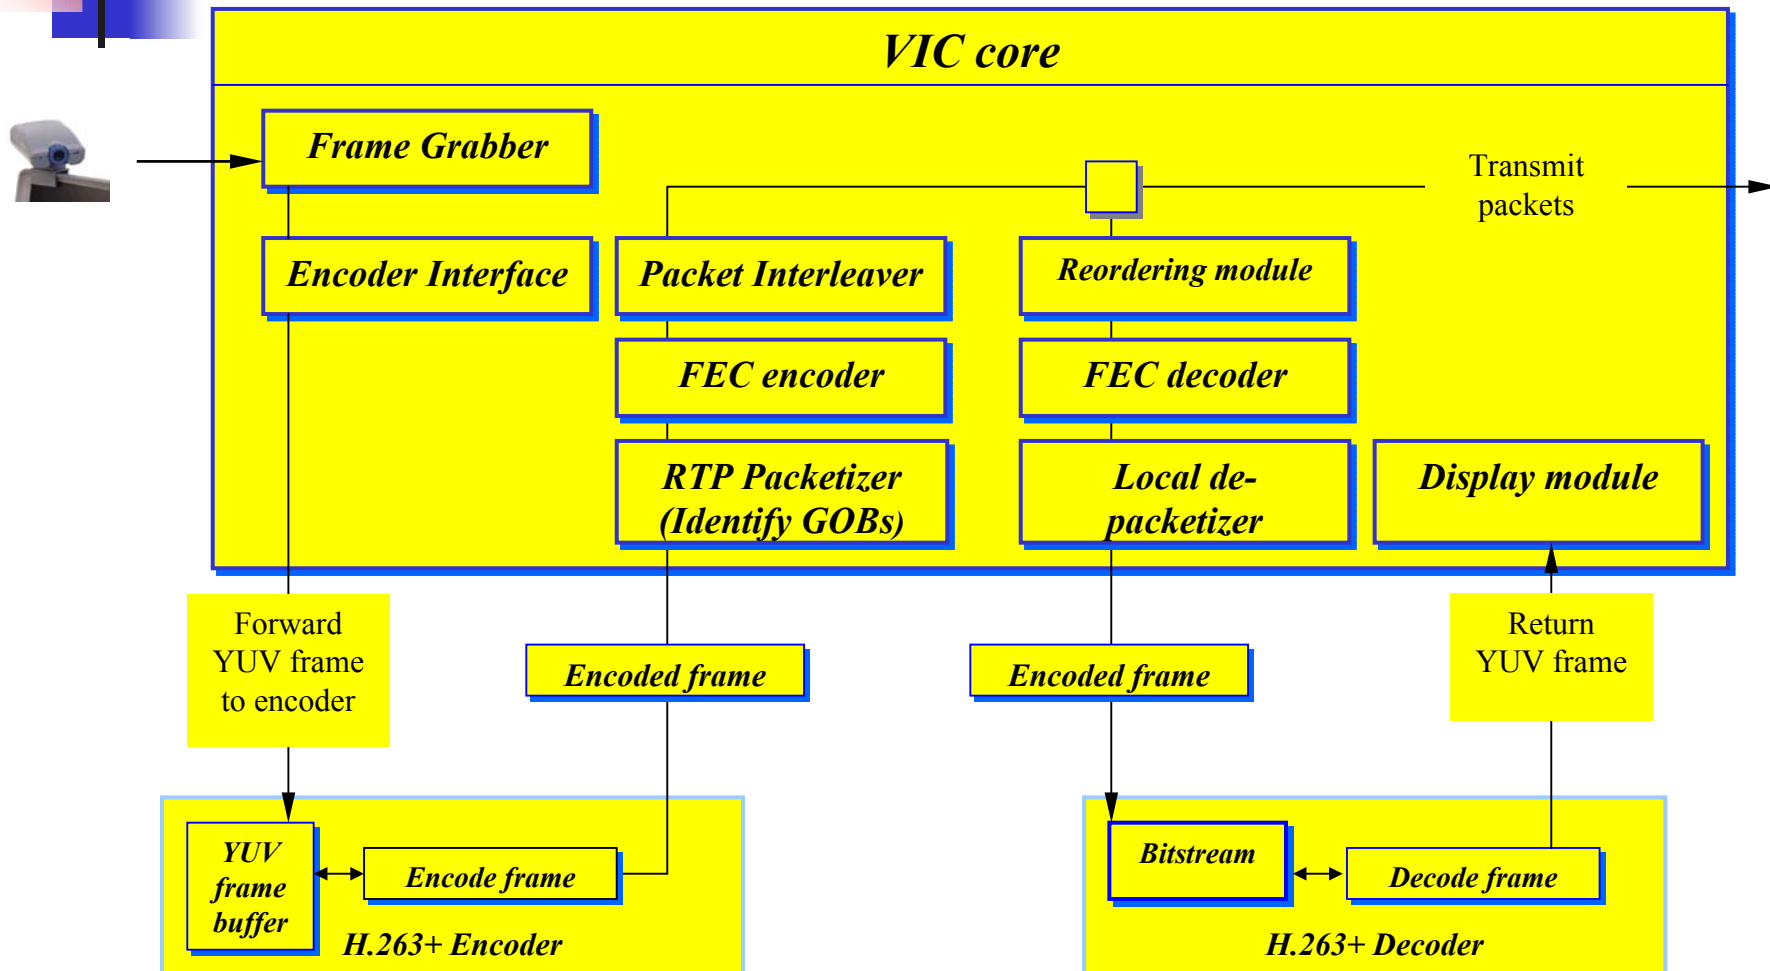 VIC core
Frame Grabber
Transmit
packets
Encoder Interface
Packet Interleaver
Reordering module
FEC encoder
FEC decoder
RTP Packetizer
(Identify GOBs)
Local de-
packetizer
Display module
Forward
YUV frame
to encoder
Return
YUV frame
Encoded frame
Encoded frame
YUV
frame
buffer
Encode frame
H.263+ Encoder
Bitstream
Decode frame
H.263+ Decoder